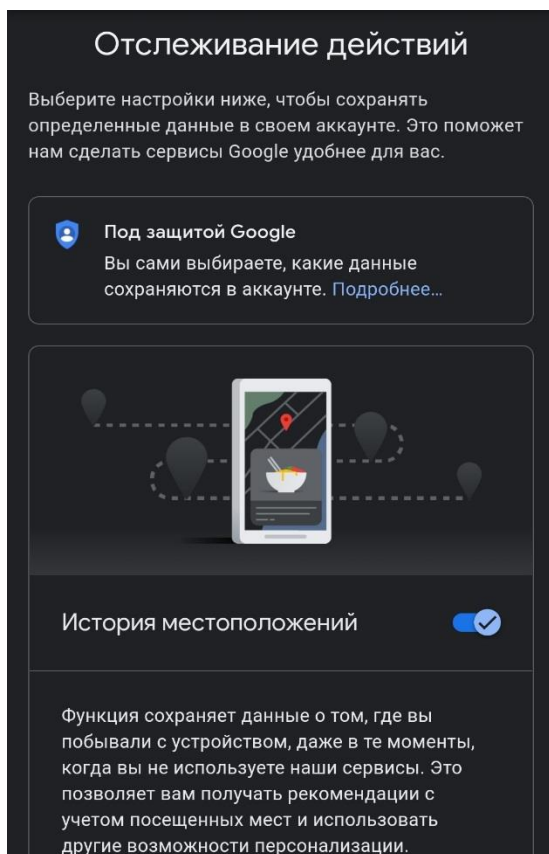 Отслеживание действий
Выберите настройки ниже, чтобы сохранять
определенные данные в своем аккаунте. Это поможет
нам сделать сервисы Google удобнее для вас.
Под защитой Google
Вы сами выбираете, какие данные
сохраняются в аккаунте. Подробнее…
История местоположений
Функция сохраняет данные о том, где вы
побывали с устройством, даже в те моменты,
когда вы не используете наши сервисы. Это
позволяет вам получать рекомендации с
учетом посещенных мест и использовать
другие возможности персонализации.